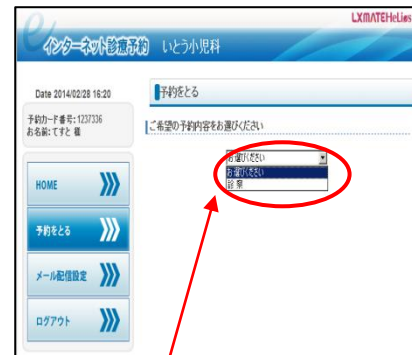 LXMATEHeLios
インターネット診療予約 いとう小児科
Date 2014/02/28 16:20
予約カード番号:1237336
お名前:てすと 種
HOME
予約をとる
メール配信設定
ログアウト
予約をとる
ご希望の予約内容をお選びください
お選びください
お選びください
診察